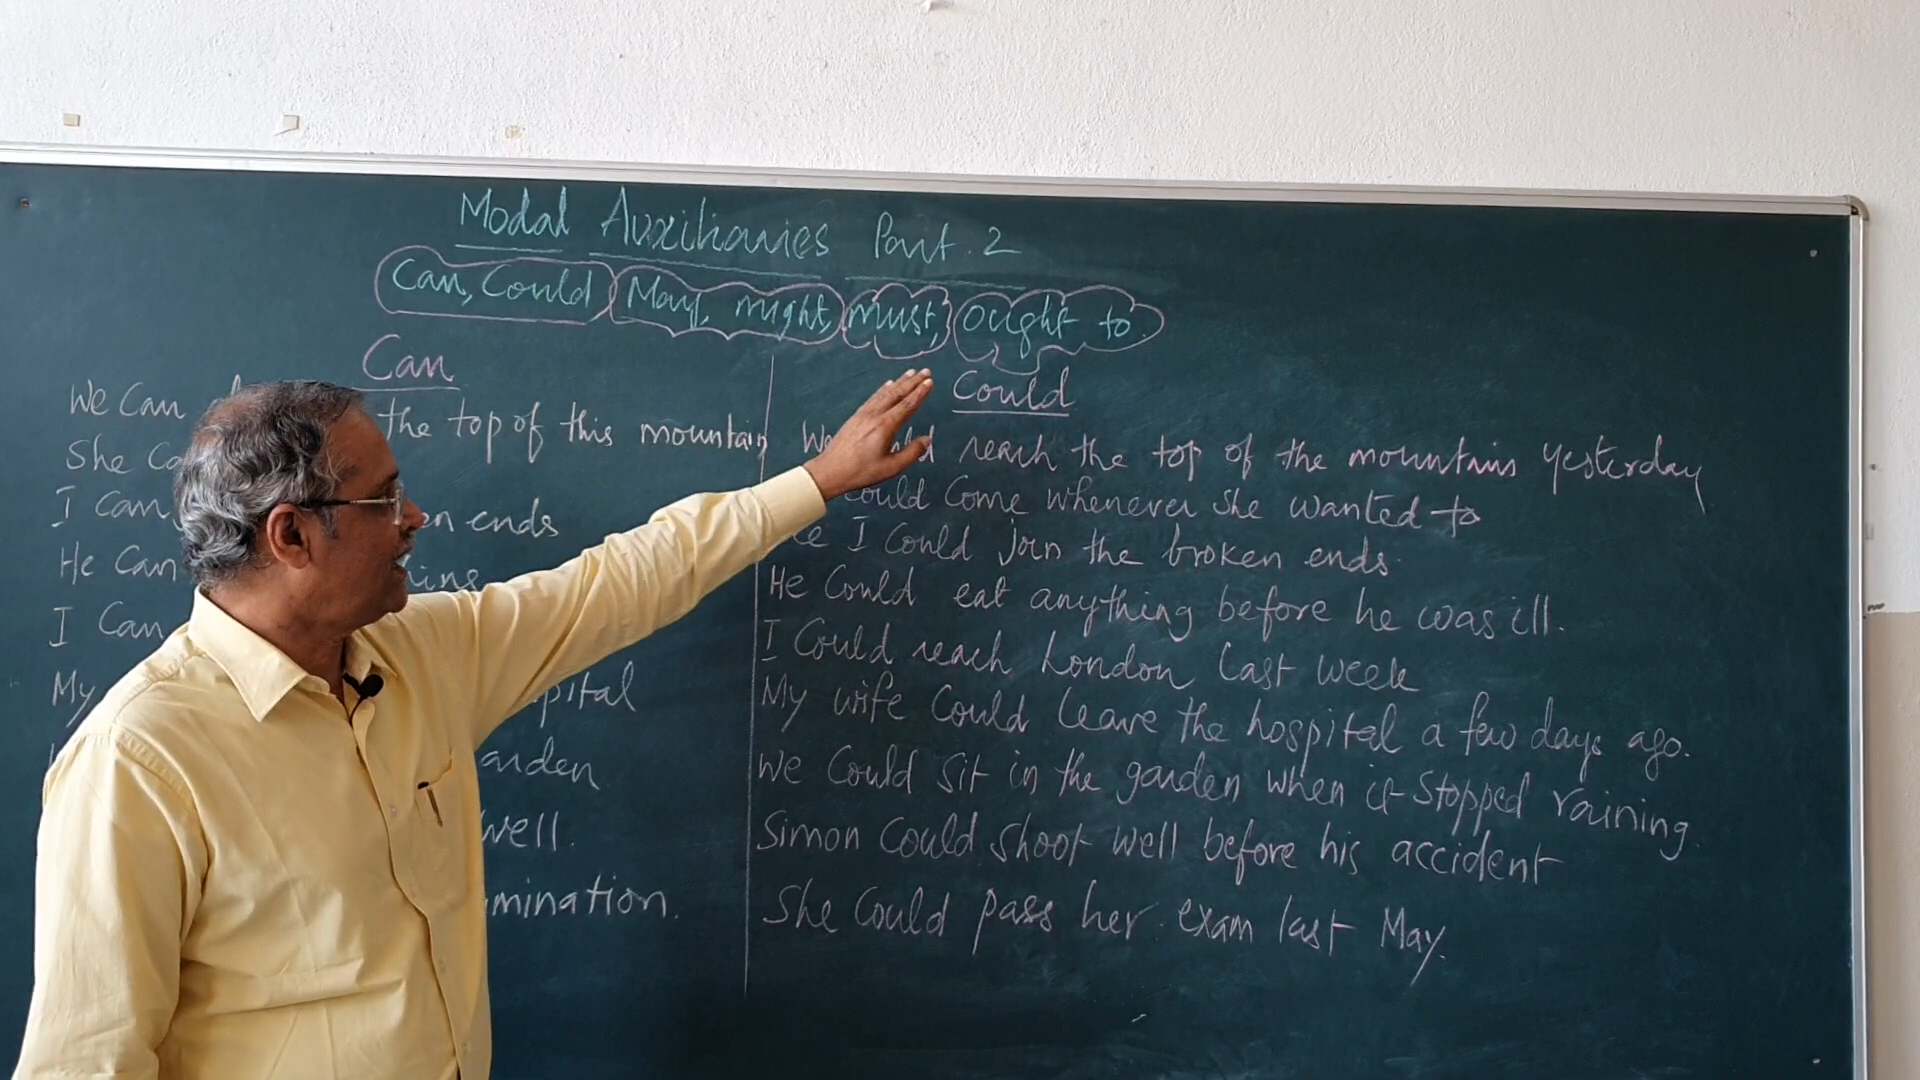 Modal Auxiliaries Part. 2
Can, Could May, might, must, ought to.
Can
We Can the top of this mountain
She
I can en ends
He Can
I Can
My
arden
well.
mination.
Could
reach the top of the mountains yesterday
could Come whenever she wanted to
I Could join the broken ends.
He Could eat anything before he was ill.
I Could reach London last week
My wife Could leave the hospital a few days ago.
We Could sit in the garden when it stopped raining.
Simon Could shoot well before his accident
She Could pass her exam last May.